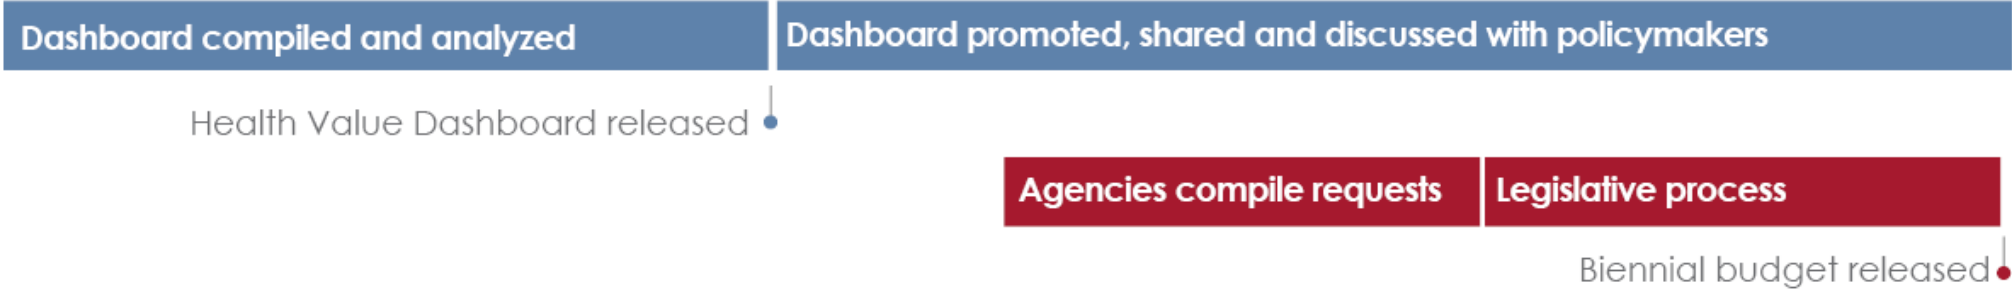 Dashboard compiled and analyzed
Dashboard promoted, shared and discussed with policymakers
Health Value Dashboard released
Agencies compile requests
Legislative process
Biennial budget released